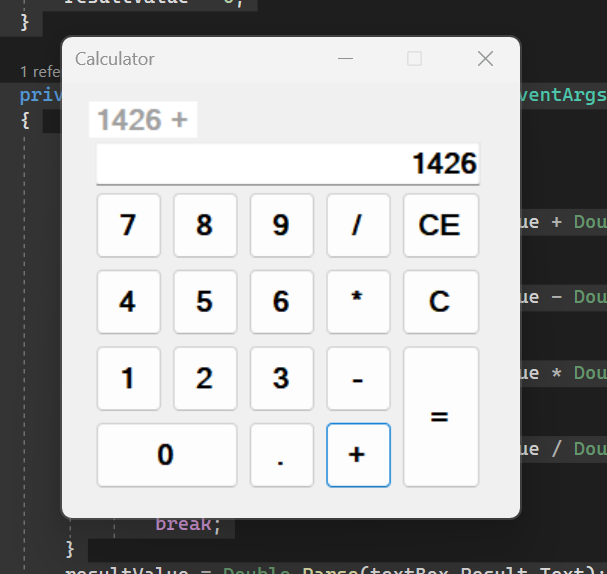 resultValue = 0;
}
1 refe
priv
Calculator
ventArgs
{
1426 +
1426
7 8 9 / CE
ue + Dou
4 5 6 * C
ue - Dou
1 2 3 - =
ue * Dou
0 . +
ue / Dou
break;
}
resultValue = Double.Parse(textBox_Result.Text);